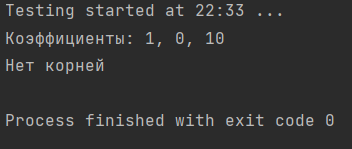 Testing started at 22:33 ...
Коэффициенты: 1, 0, 10
Нет корней
Process finished with exit code 0